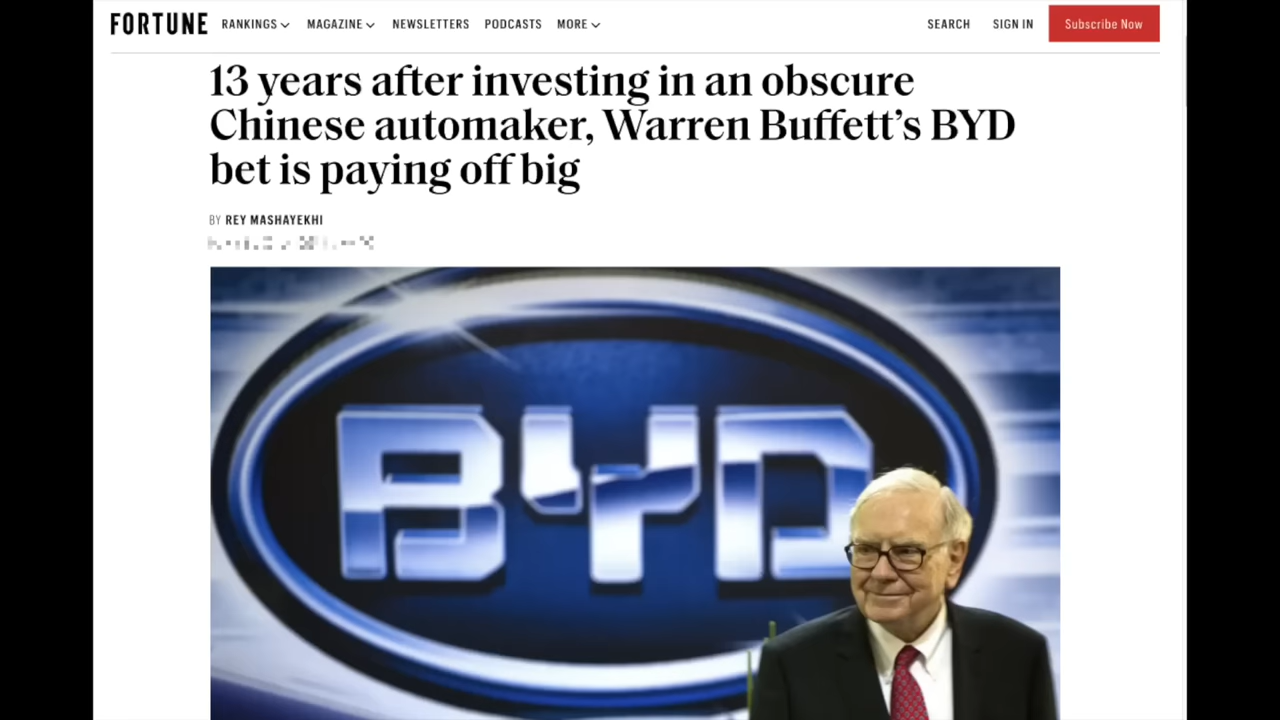 FORTUNE RANKINGS MAGAZINE NEWSLETTERS PODCASTS MORE SEARCH SIGN IN Subscribe Now
13 years after investing in an obscure
Chinese automaker, Warren Buffett’s BYD
bet is paying off big
BY REY MASHAYEKHI
BYD